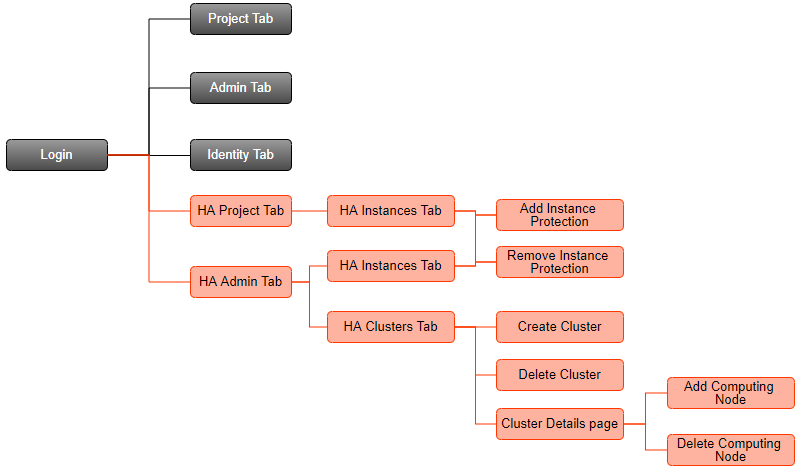 Project Tab
Admin Tab
Login
Identity Tab
HA Project Tab
HA Instances Tab
Add Instance
Protection
Remove Instance
Protection
HA Admin Tab
HA Instances Tab
HA Clusters Tab
Create Cluster
Delete Cluster
Cluster Details page
Add Computing
Node
Delete Computing
Node